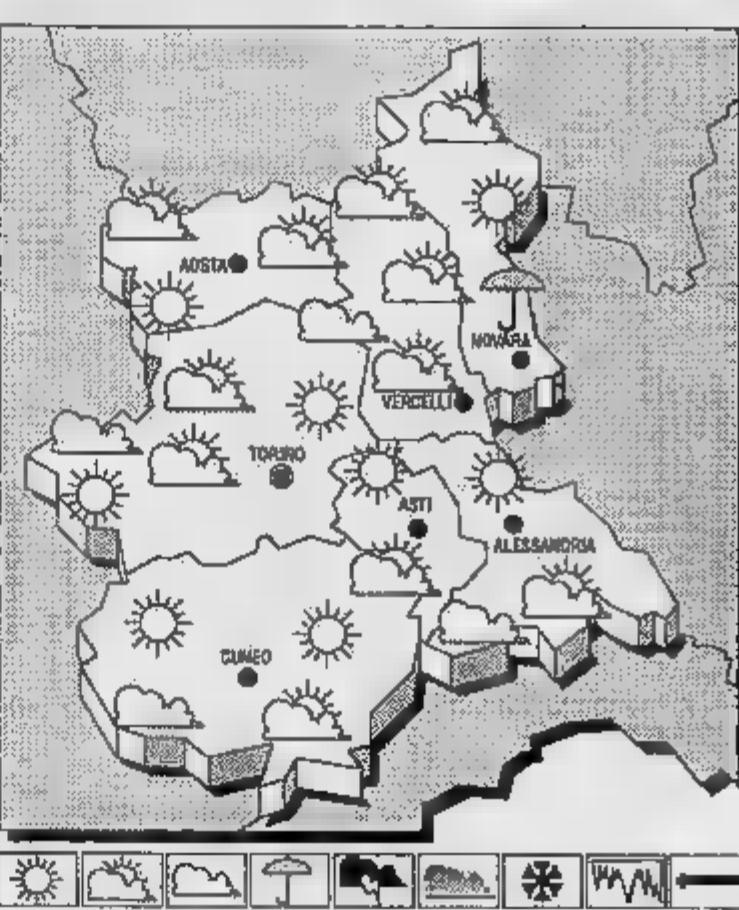 AOSTA
NOVARA
VERCELLI
TORINO
ASTI
ALESSANDRIA
CUNEO